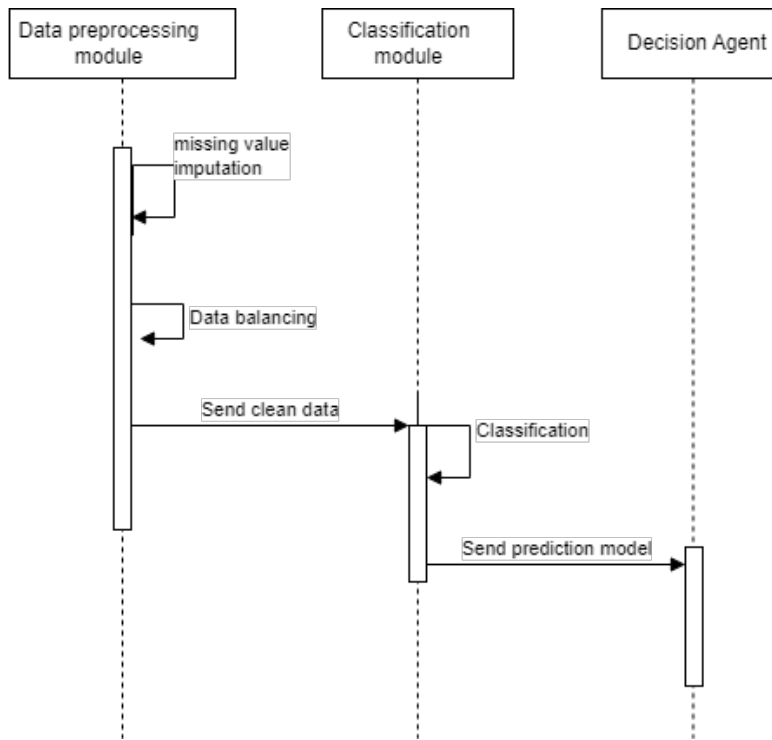 Data preprocessing
module
Classification
module
Decision Agent
missing value
imputation
Data balancing
Send clean data
Classification
Send prediction model